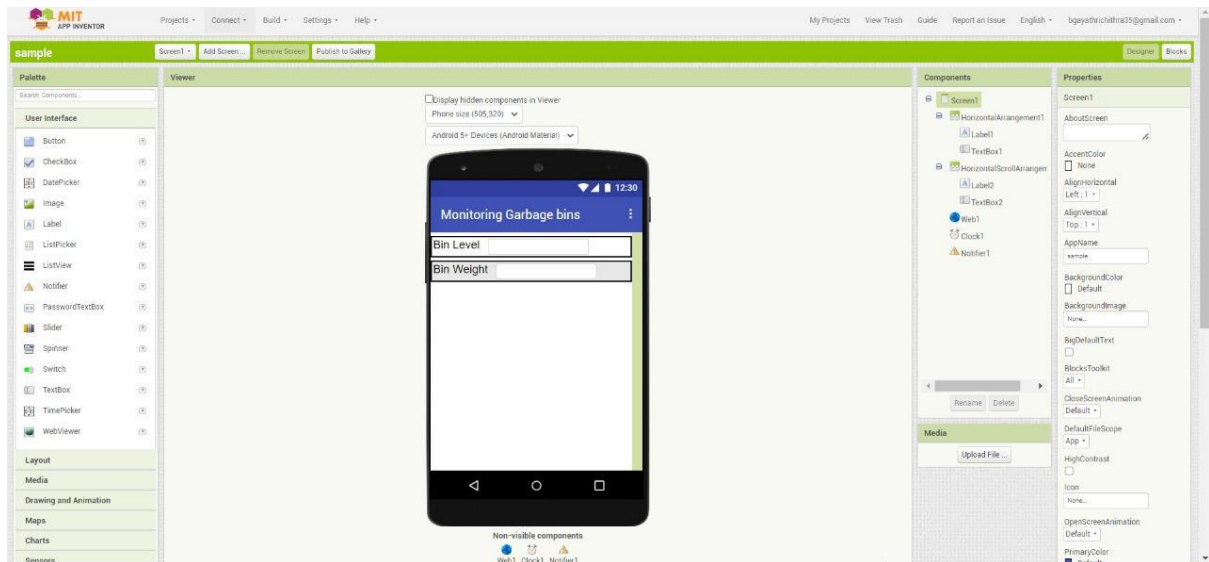 MIT
APP INVENTOR
Projects Connect Build Settings Help
My Projects View Trash Guide Report an Issue English bgayathrichithra35@gmail.com
sample
Screen1 Add Screen ... Remove Screen Publish to Gallery
Designer Blocks
Palette
Search Components...
User Interface
Button
CheckBox
DatePicker
Image
Label
ListPicker
ListView
Notifier
PasswordTextBox
Slider
Spinner
Switch
TextBox
TimePicker
WebViewer
Layout
Media
Drawing and Animation
Maps
Charts
Sensors
Viewer
Display hidden components in Viewer
Phone size (505,320)
Android 5+ Devices (Android Material)
12:30
Monitoring Garbage bins
Bin Level
Bin Weight
Non-visible components
Web1 Clock1 Notifier1
Components
Screen1
HorizontalArrangement1
Label1
TextBox1
HorizontalScrollArrangem
Label2
TextBox2
Web1
Clock1
Notifier1
Rename Delete
Media
Upload File ...
Properties
Screen1
AboutScreen
AccentColor
None
AlignHorizontal
Left : 1
AlignVertical
Top : 1
AppName
sample
BackgroundColor
Default
BackgroundImage
None...
BigDefaultText
BlocksToolkit
All
CloseScreenAnimation
Default
DefaultFileScope
App
HighContrast
Icon
None...
OpenScreenAnimation
Default
PrimaryColor
Default